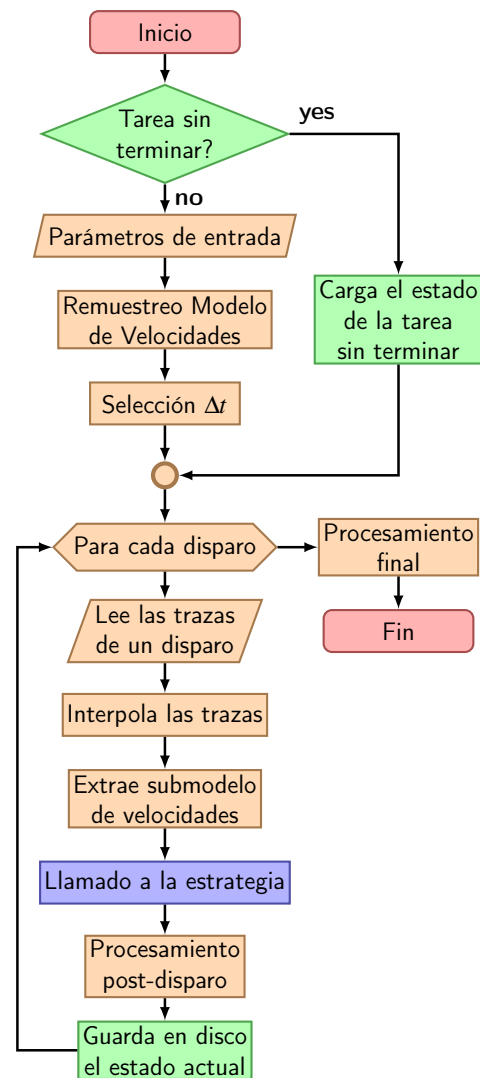 Inicio
Tarea sin
terminar?
yes
no
Parámetros de entrada
Remuestreo Modelo
de Velocidades
Carga el estado
de la tarea
sin terminar
Selección Δt
Para cada disparo
Procesamiento
final
Fin
Lee las trazas
de un disparo
Interpola las trazas
Extrae submodelo
de velocidades
Llamado a la estrategia
Procesamiento
post-disparo
Guarda en disco
el estado actual